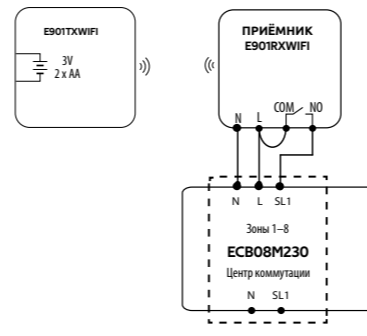 E901TXWIFI
3V
2 x AA
ПРИЁМНИК
E901RXWIFI
COM NO
N L
N L SL1
Зоны 1–8
ECB08M230
Центр коммутации
N SL1